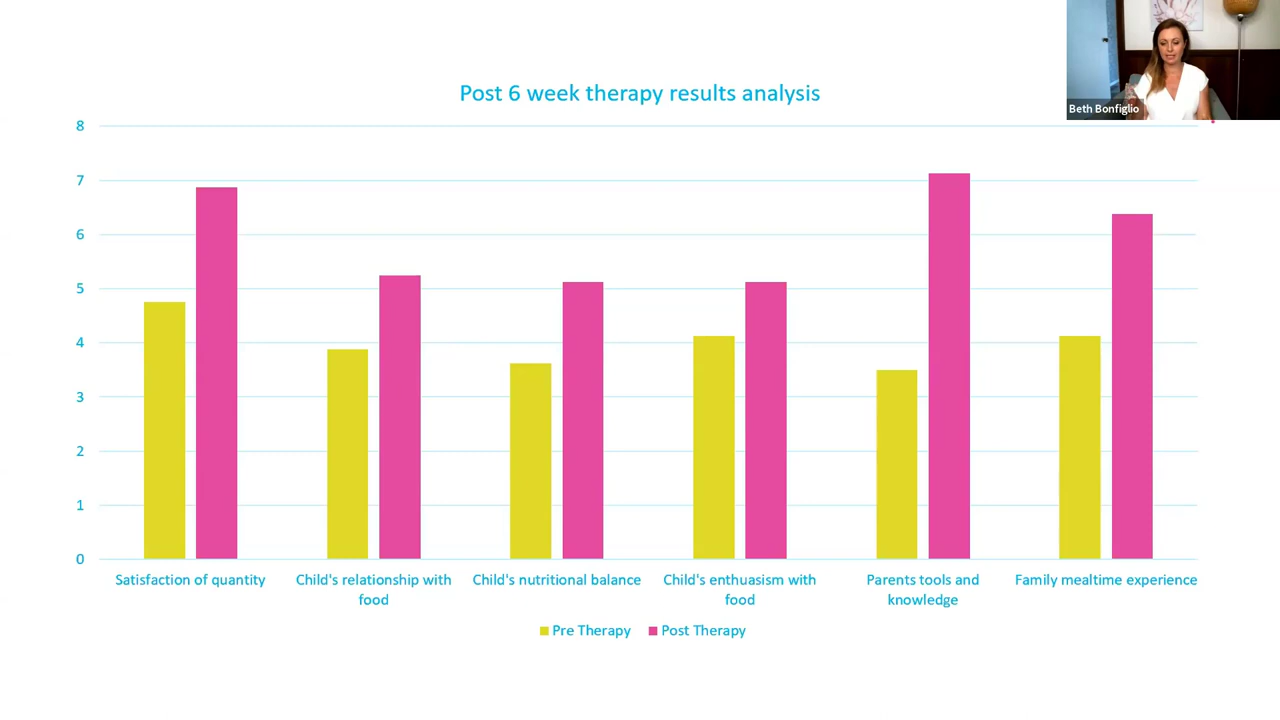 Beth Bonfiglio
Post 6 week therapy results analysis
8
7
6
5
4
3
2
1
0
Satisfaction of quantity
Child's relationship with
food
Child's nutritional balance
Child's enthuasism with
food
Parents tools and
knowledge
Family mealtime experience
Pre Therapy
Post Therapy